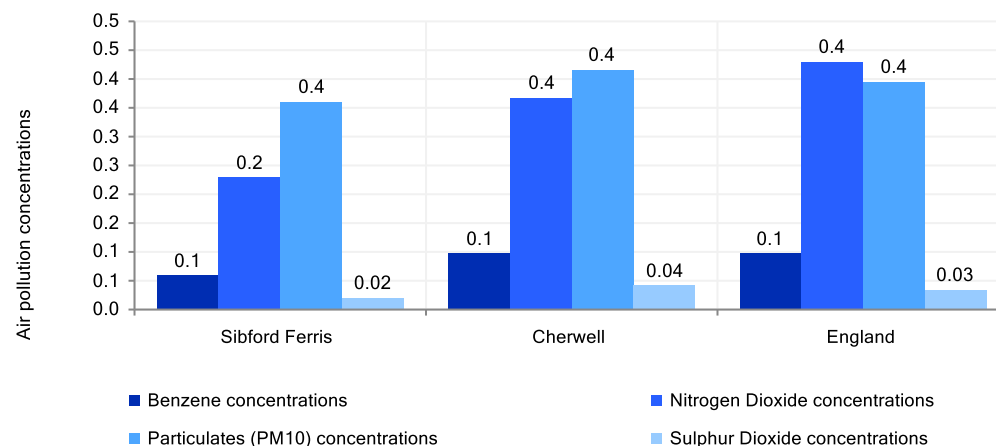 0.5
0.5
0.4
0.4
0.3
0.3
0.2
0.2
0.1
0.1
0.0
Air pollution concentrations
0.1
0.2
0.4
0.02
0.1
0.4
0.4
0.04
0.1
0.4
0.4
0.03
Sibford Ferris
Cherwell
England
Benzene concentrations
Nitrogen Dioxide concentrations
Particulates (PM10) concentrations
Sulphur Dioxide concentrations